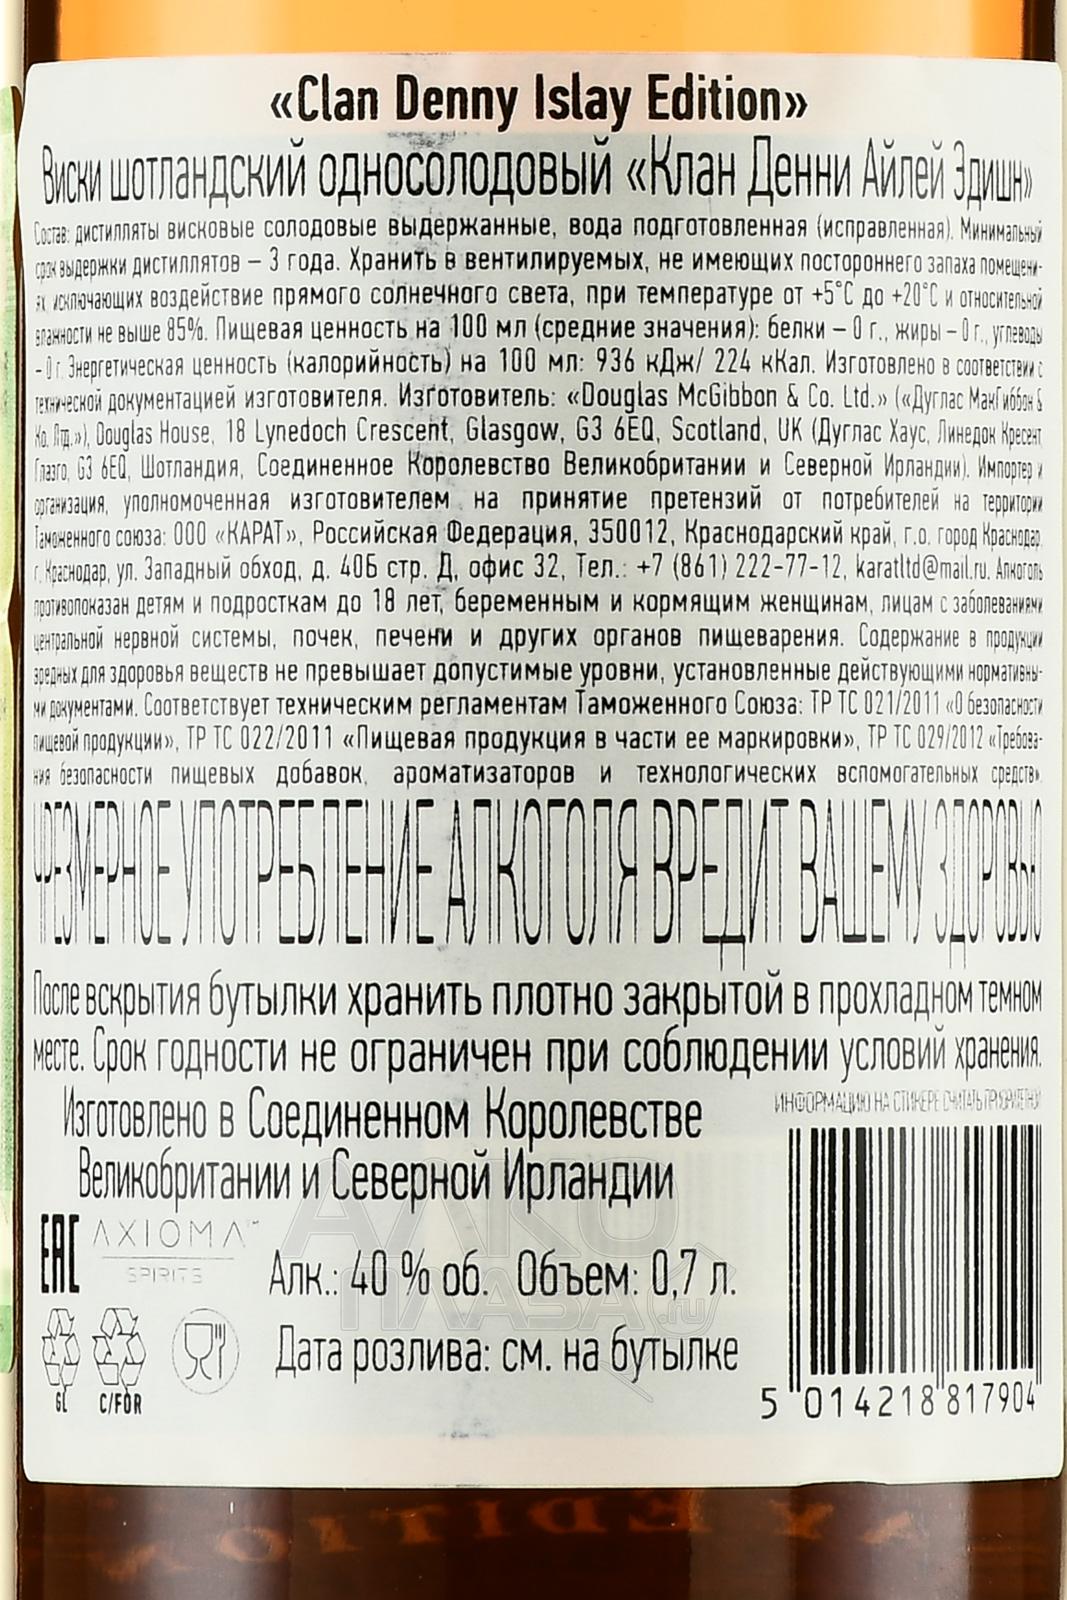 «Clan Denny Islay Edition»
Виски шотландский односолодовый «Клан Денни Айлей Эдишн»
Состав: дистилляты висковые солодовые выдержанные, вода подготовленная (исправленная). Минимальный
срок выдержки дистиллятов – 3 года. Хранить в вентилируемых, не имеющих постороннего запаха помещени-
ях, исключающих воздействие прямого солнечного света, при температуре от +5°С до +20°С и относительной
влажности не выше 85%. Пищевая ценность на 100 мл (средние значения): белки – 0 г., жиры – 0 г., углеводы
– 0 г. Энергетическая ценность (калорийность) на 100 мл: 936 кДж/ 224 кКал. Изготовлено в соответствии с
технической документацией изготовителя. Изготовитель: «Douglas McGibbon & Co. Ltd.» («Дуглас МакГиббон &
Ко. Лтд.»), Douglas House, 18 Lynedoch Crescent, Glasgow, G3 6EQ, Scotland, UK (Дуглас Хаус, Линедок Кресент,
Глазго, G3 6EQ, Шотландия, Соединенное Королевство Великобритании и Северной Ирландии). Импортер и
организация, уполномоченная изготовителем на принятие претензий от потребителей на территории
Таможенного союза: ООО «КАРАТ», Российская Федерация, 350012, Краснодарский край, г.о. город Краснодар,
г. Краснодар, ул. Западный обход, д. 40Б стр. Д, офис 32, Тел.: +7 (861) 222-77-12, karatltd@mail.ru. Алкоголь
противопоказан детям и подросткам до 18 лет, беременным и кормящим женщинам, лицам с заболеваниями
центральной нервной системы, почек, печени и других органов пищеварения. Содержание в продукции
вредных для здоровья веществ не превышает допустимые уровни, установленные действующими нормативны-
ми документами. Соответствует техническим регламентам Таможенного Союза: ТР ТС 021/2011 «О безопасности
пищевой продукции», ТР ТС 022/2011 «Пищевая продукция в части ее маркировки», ТР ТС 029/2012 «Требова-
ния безопасности пищевых добавок, ароматизаторов и технологических вспомогательных средств».
ЧРЕЗМЕРНОЕ УПОТРЕБЛЕНИЕ АЛКОГОЛЯ ВРЕДИТ ВАШЕМУ ЗДОРОВЬЮ
После вскрытия бутылки хранить плотно закрытой в прохладном темном
месте. Срок годности не ограничен при соблюдении условий хранения.
Изготовлено в Соединенном Королевстве
Великобритании и Северной Ирландии
ИНФОРМАЦИЮ НА СТИКЕРЕ СЧИТАТЬ ПРИОРИТЕТНОЙ
EAC AXIOMA™
SPIRITS
Алк.: 40 % об. Объем: 0,7 л.
Дата розлива: см. на бутылке
GL C/FOR
5 014218 817904
АЛКО
ПЛАЗА.ru